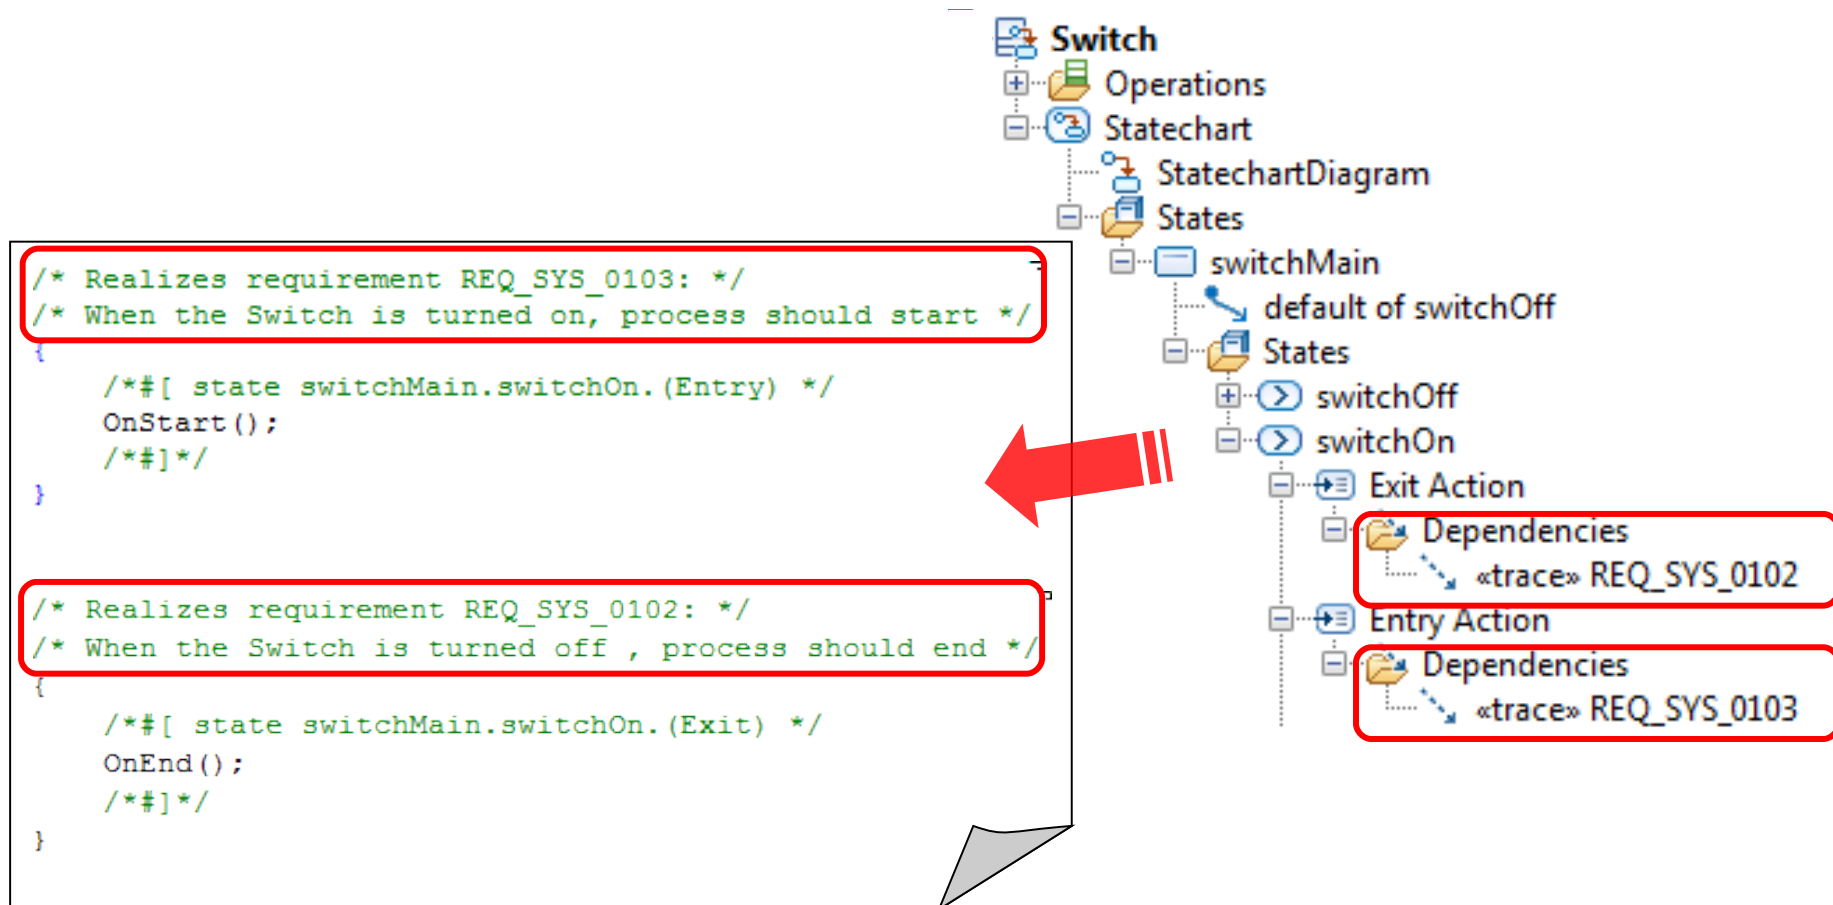 Switch
Operations
Statechart
StatechartDiagram
States
switchMain
default of switchOff
States
switchOff
switchOn
Exit Action
Dependencies
«trace» REQ_SYS_0102
Entry Action
Dependencies
«trace» REQ_SYS_0103
/* Realizes requirement REQ_SYS_0103: */
/* When the Switch is turned on, process should start */
{
/*#[ state switchMain.switchOn.(Entry) */
OnStart();
/*#]*/
}
/* Realizes requirement REQ_SYS_0102: */
/* When the Switch is turned off , process should end */
{
/*#[ state switchMain.switchOn.(Exit) */
OnEnd();
/*#]*/
}